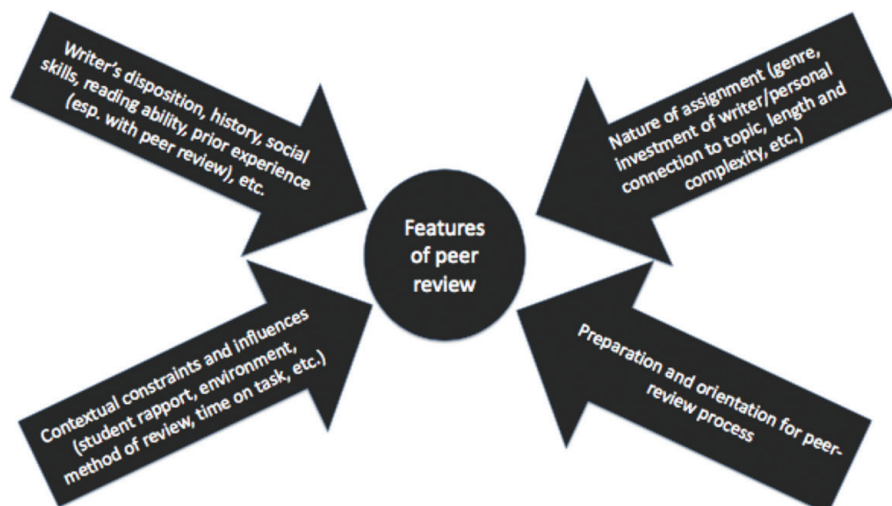 Writer's disposition, history, social
skills, reading ability, prior experience
(esp. with peer review), etc.
Nature of assignment (genre,
investment of writer/personal
connection to topic, length and
complexity, etc.)
Features
of peer
review
Contextual constraints and influences
(student rapport, environment,
method of review, time on task, etc.)
Preparation and orientation for peer-
review process